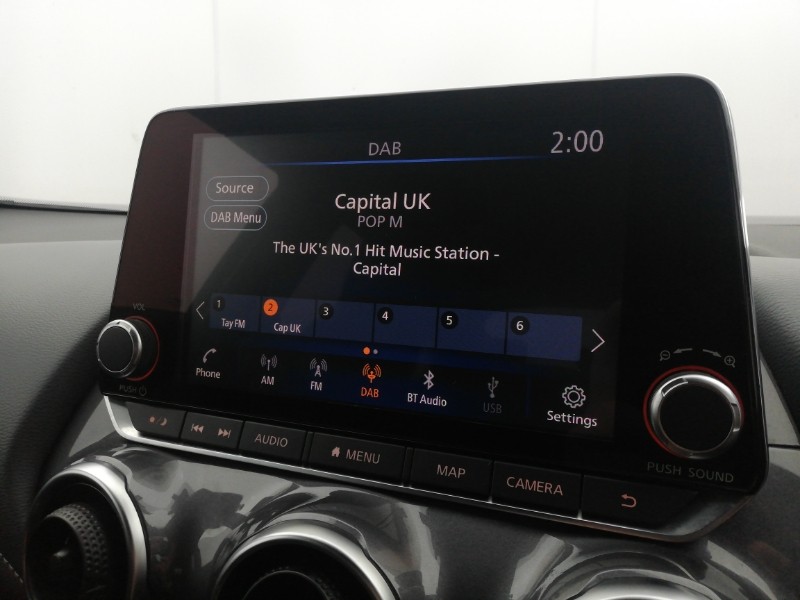 DAB
2:00
Source
DAB Menu
Capital UK
POP M
The UK's No.1 Hit Music Station -
Capital
1 2 3 4 5 6
Tay FM Cap UK
Phone AM FM DAB BT Audio USB Settings
VOL
PUSH
PUSH SOUND
AUDIO MENU MAP CAMERA